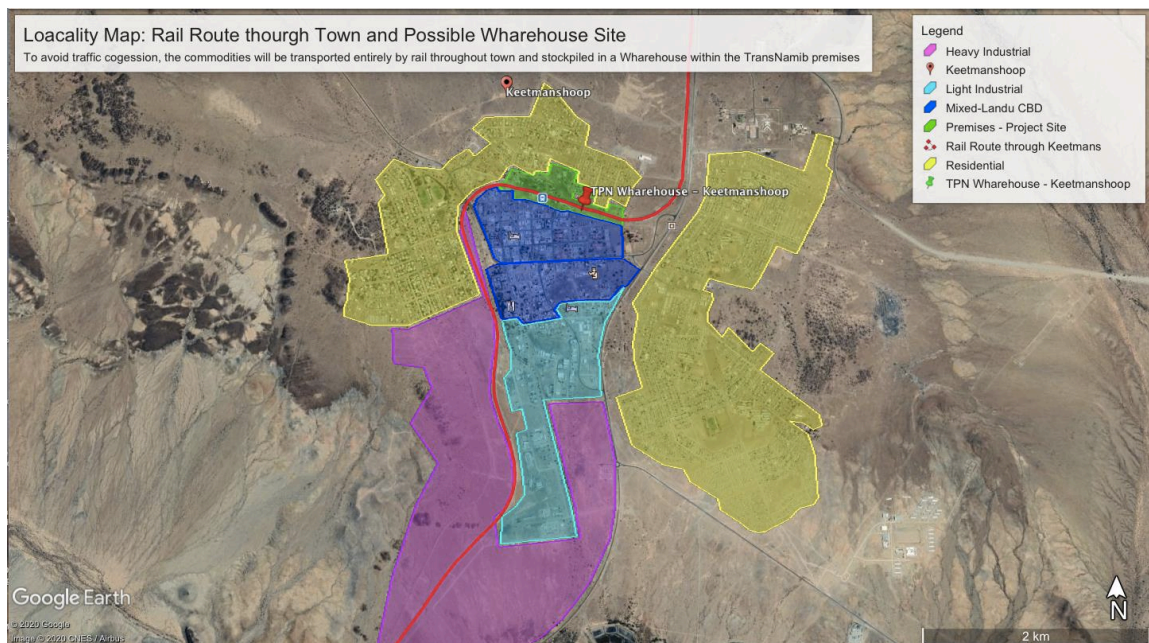 Loacality Map: Rail Route thourgh Town and Possible Wharehouse Site
To avoid traffic cogession, the commodities will be transported entirely by rail throughout town and stockpiled in a Wharehouse within the TransNamib premises
Legend
Heavy Industrial
Keetmanshoop
Light Industrial
Mixed-Landu CBD
Premises - Project Site
Rail Route through Keetmans
Residential
TPN Wharehouse - Keetmanshoop
Keetmanshoop
TPN Wharehouse - Keetmanshoop
Google Earth
© 2020 Google
Image © 2020 CNES / Airbus
N
2 km